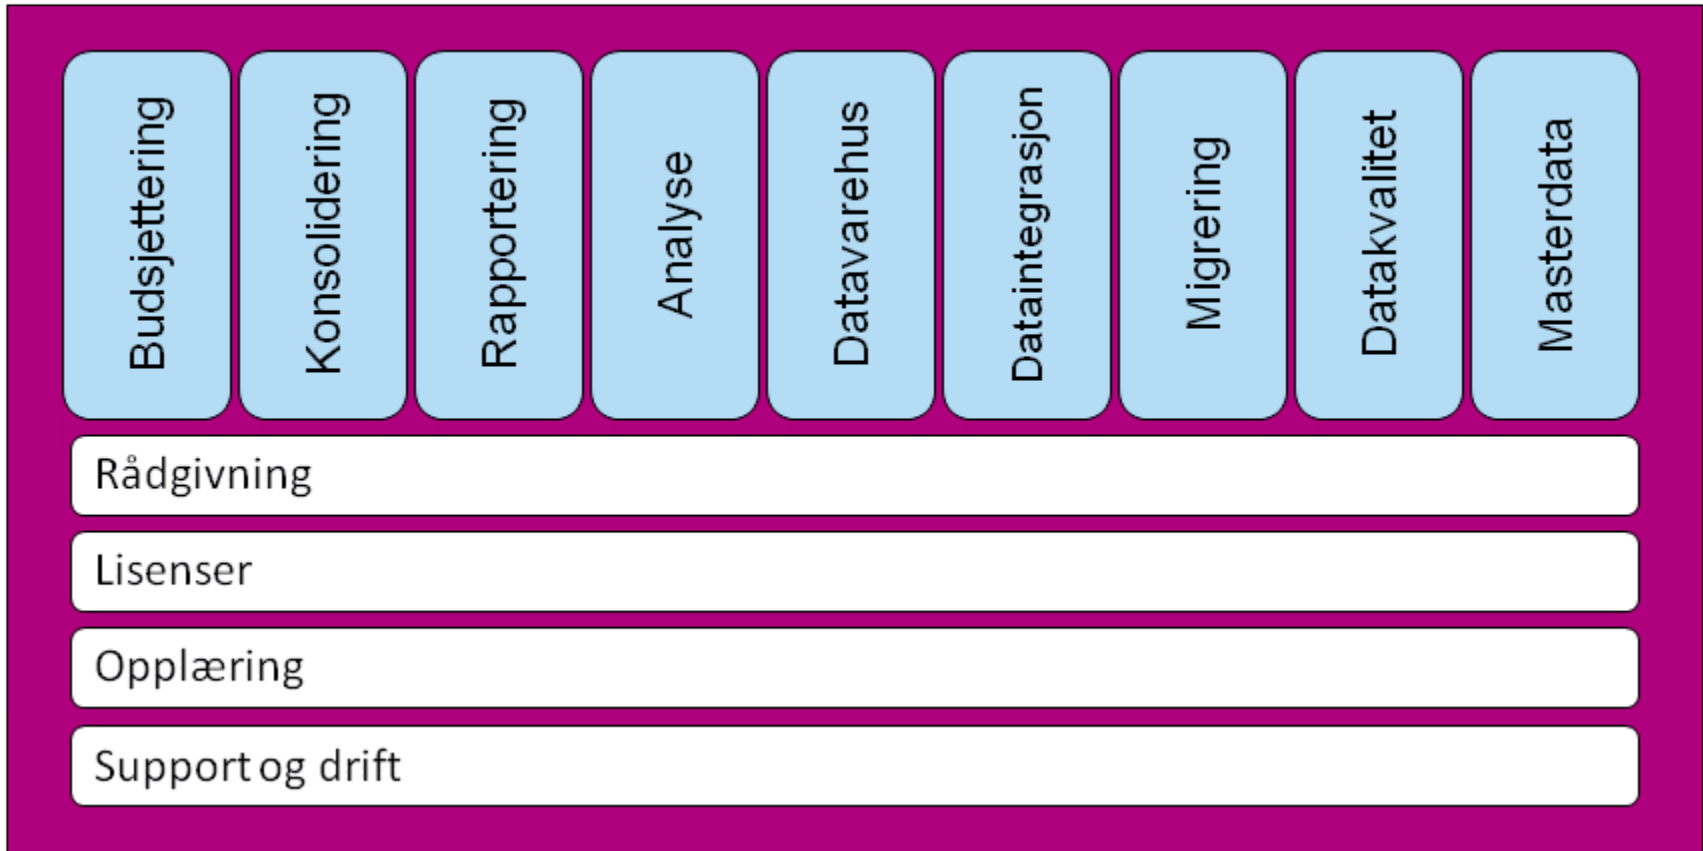 Budsjettering
Konsolidering
Rapportering
Analyse
Datavarehus
Dataintegrasjon
Migrering
Datakvalitet
Masterdata
Rådgivning
Lisenser
Opplæring
Support og drift